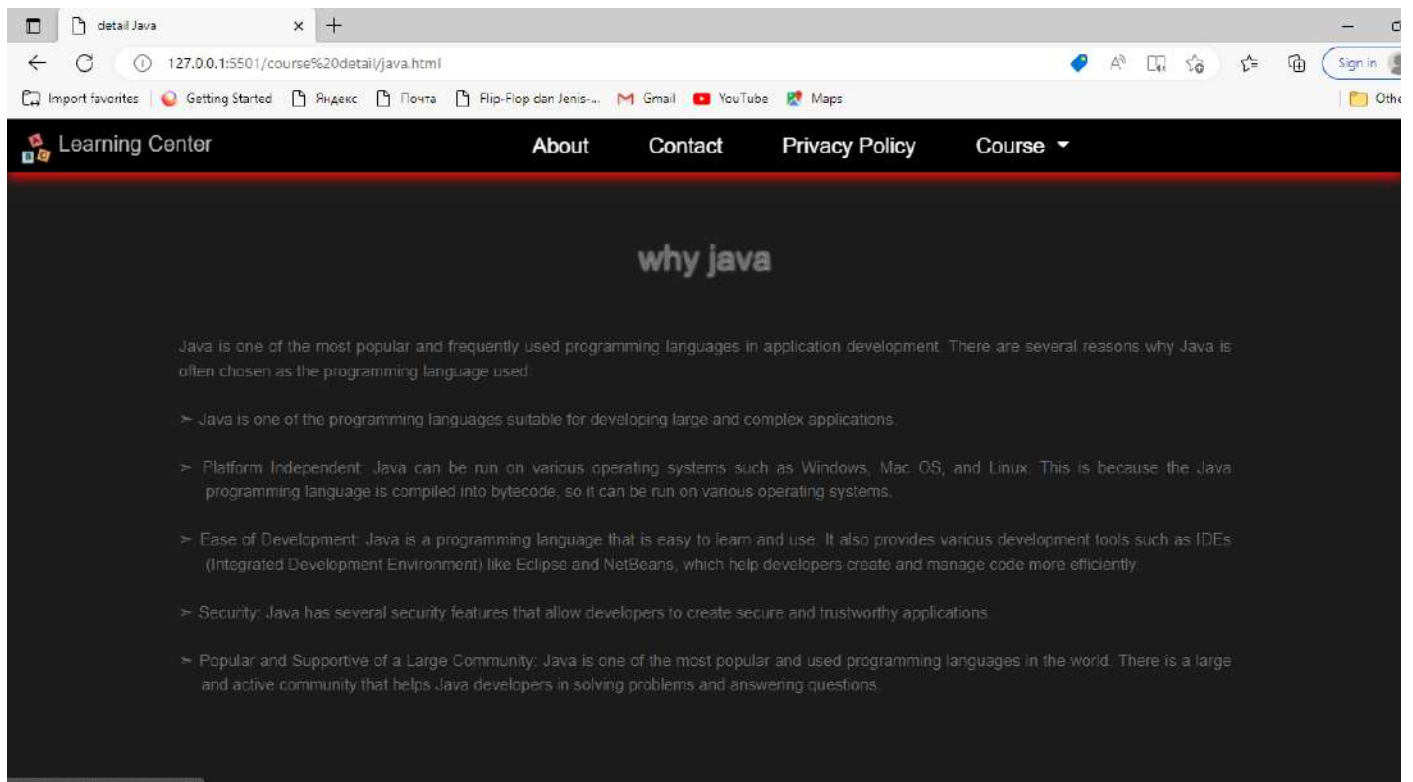 detail Java
127.0.0.1:5501/course%20detail/java.html
Sign in
Import favorites
Getting Started
Яндекс
Почта
Flip-Flop dan Jenis-...
Gmail
YouTube
Maps
Othe
Learning Center
About
Contact
Privacy Policy
Course
why java
Java is one of the most popular and frequently used programming languages in application development. There are several reasons why Java is
often chosen as the programming language used:
➣ Java is one of the programming languages suitable for developing large and complex applications.
➣ Platform Independent: Java can be run on various operating systems such as Windows, Mac OS, and Linux. This is because the Java
programming language is compiled into bytecode, so it can be run on various operating systems.
➣ Ease of Development: Java is a programming language that is easy to learn and use. It also provides various development tools such as IDEs
(Integrated Development Environment) like Eclipse and NetBeans, which help developers create and manage code more efficiently.
➣ Security: Java has several security features that allow developers to create secure and trustworthy applications.
➣ Popular and Supportive of a Large Community: Java is one of the most popular and used programming languages in the world. There is a large
and active community that helps Java developers in solving problems and answering questions.